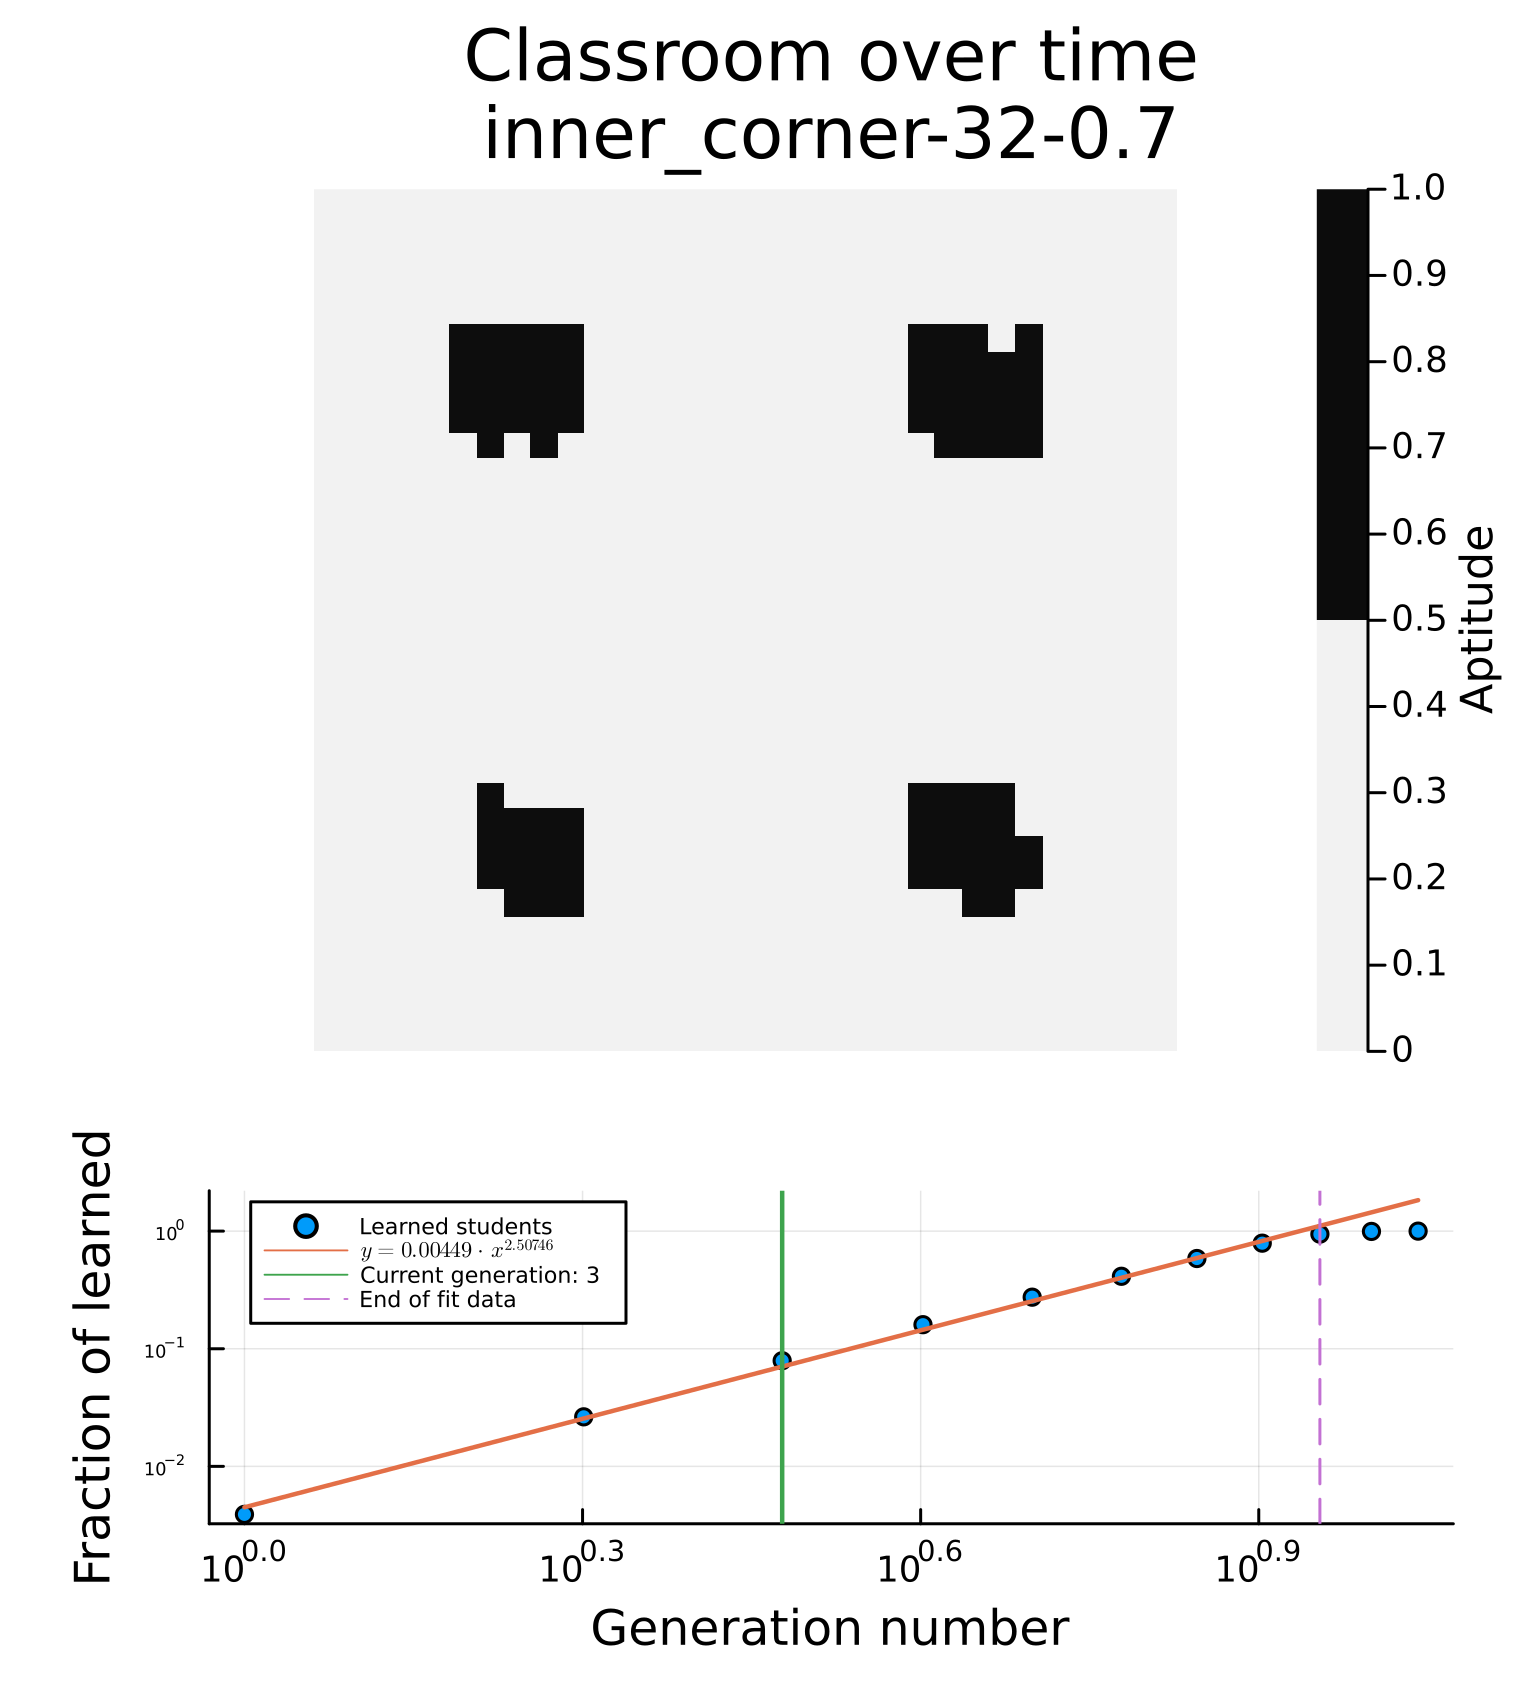 Classroom over time
inner_corner-32-0.7
1.0
0.9
0.8
0.7
0.6
0.5
0.4
0.3
0.2
0.1
0
Aptitude
Fraction of learned
10^0
10^−1
10^−2
Learned students
y = 0.00449 · x^2.50746
Current generation: 3
End of fit data
10^0.0
10^0.3
10^0.6
10^0.9
Generation number